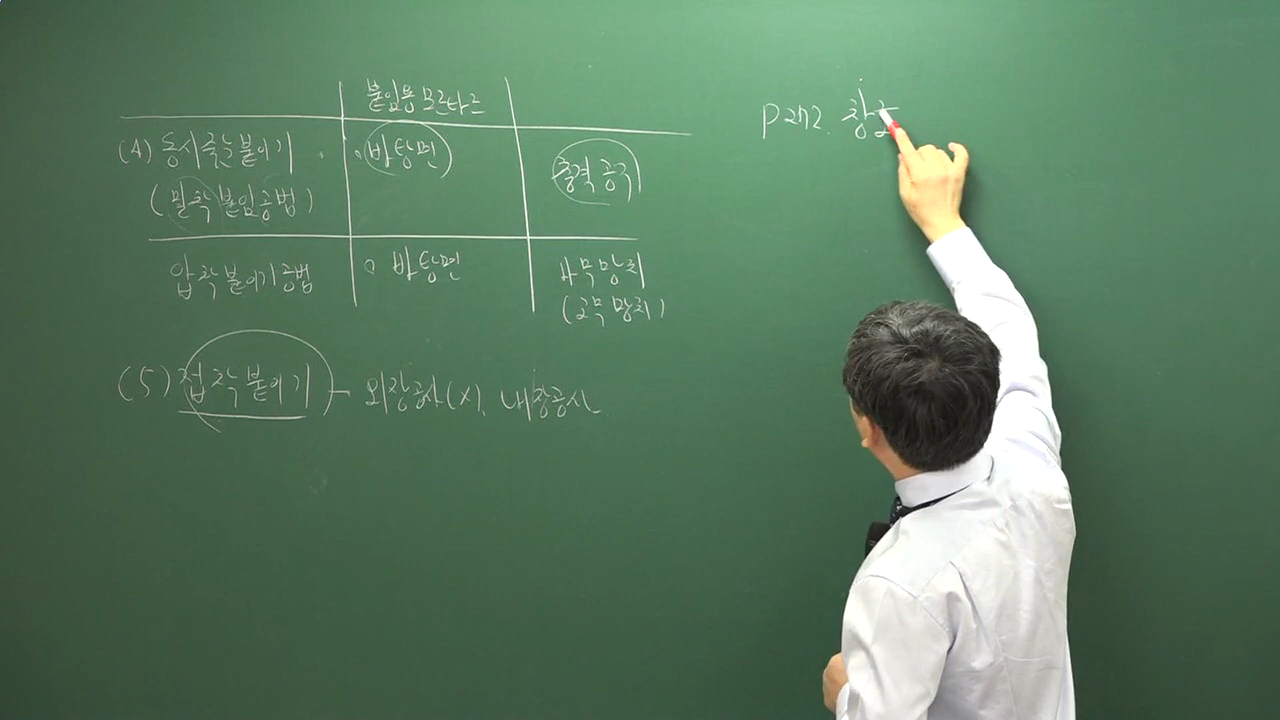 붙임용 모르타르
(4) 동시줄눈붙이기 · 바탕면 충격 공구
(밀착붙임공법)
압착붙이기공법 ○ 바탕면 나무망치
(고무망치)
(5) 접착붙이기 - 외장공사(×), 내장공사
P272. 창호